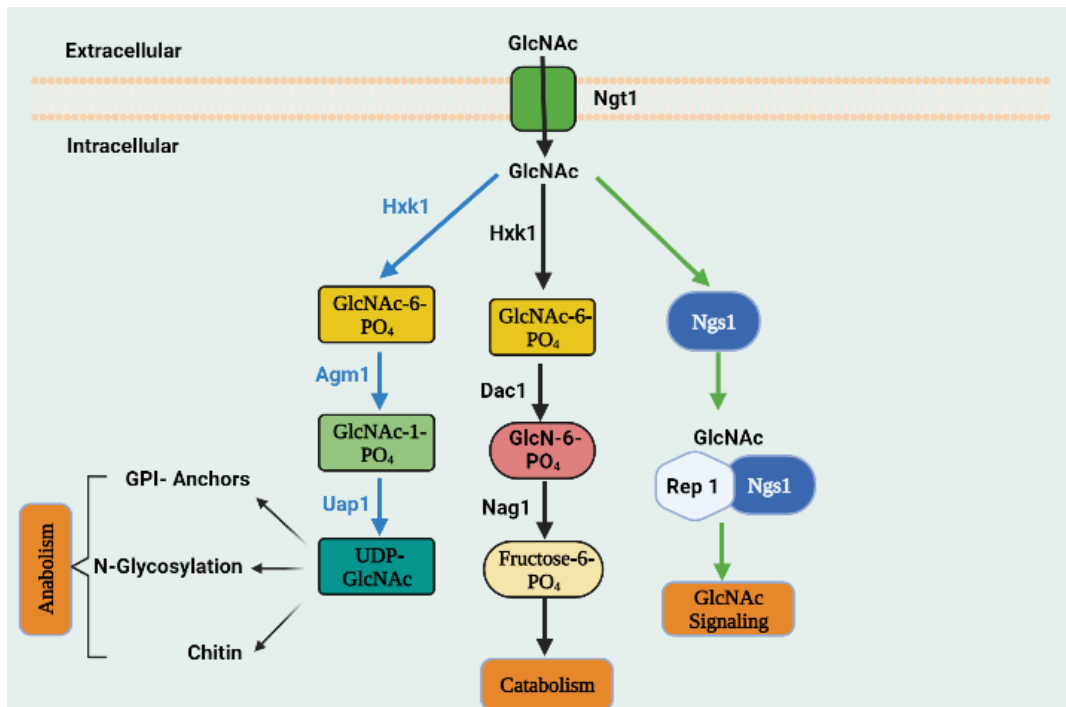 GlcNAc
Extracellular
Ngt1
Intracellular
GlcNAc
Hxk1
Hxk1
GlcNAc-6-
PO₄
GlcNAc-6-
PO₄
Ngs1
Agm1
Dac1
GlcNAc-1-
PO₄
GlcN-6-
PO₄
GlcNAc
Rep 1
Ngs1
GPI- Anchors
Uap1
Nag1
Anabolism
N-Glycosylation
UDP-
GlcNAc
Fructose-6-
PO₄
GlcNAc
Signaling
Chitin
Catabolism